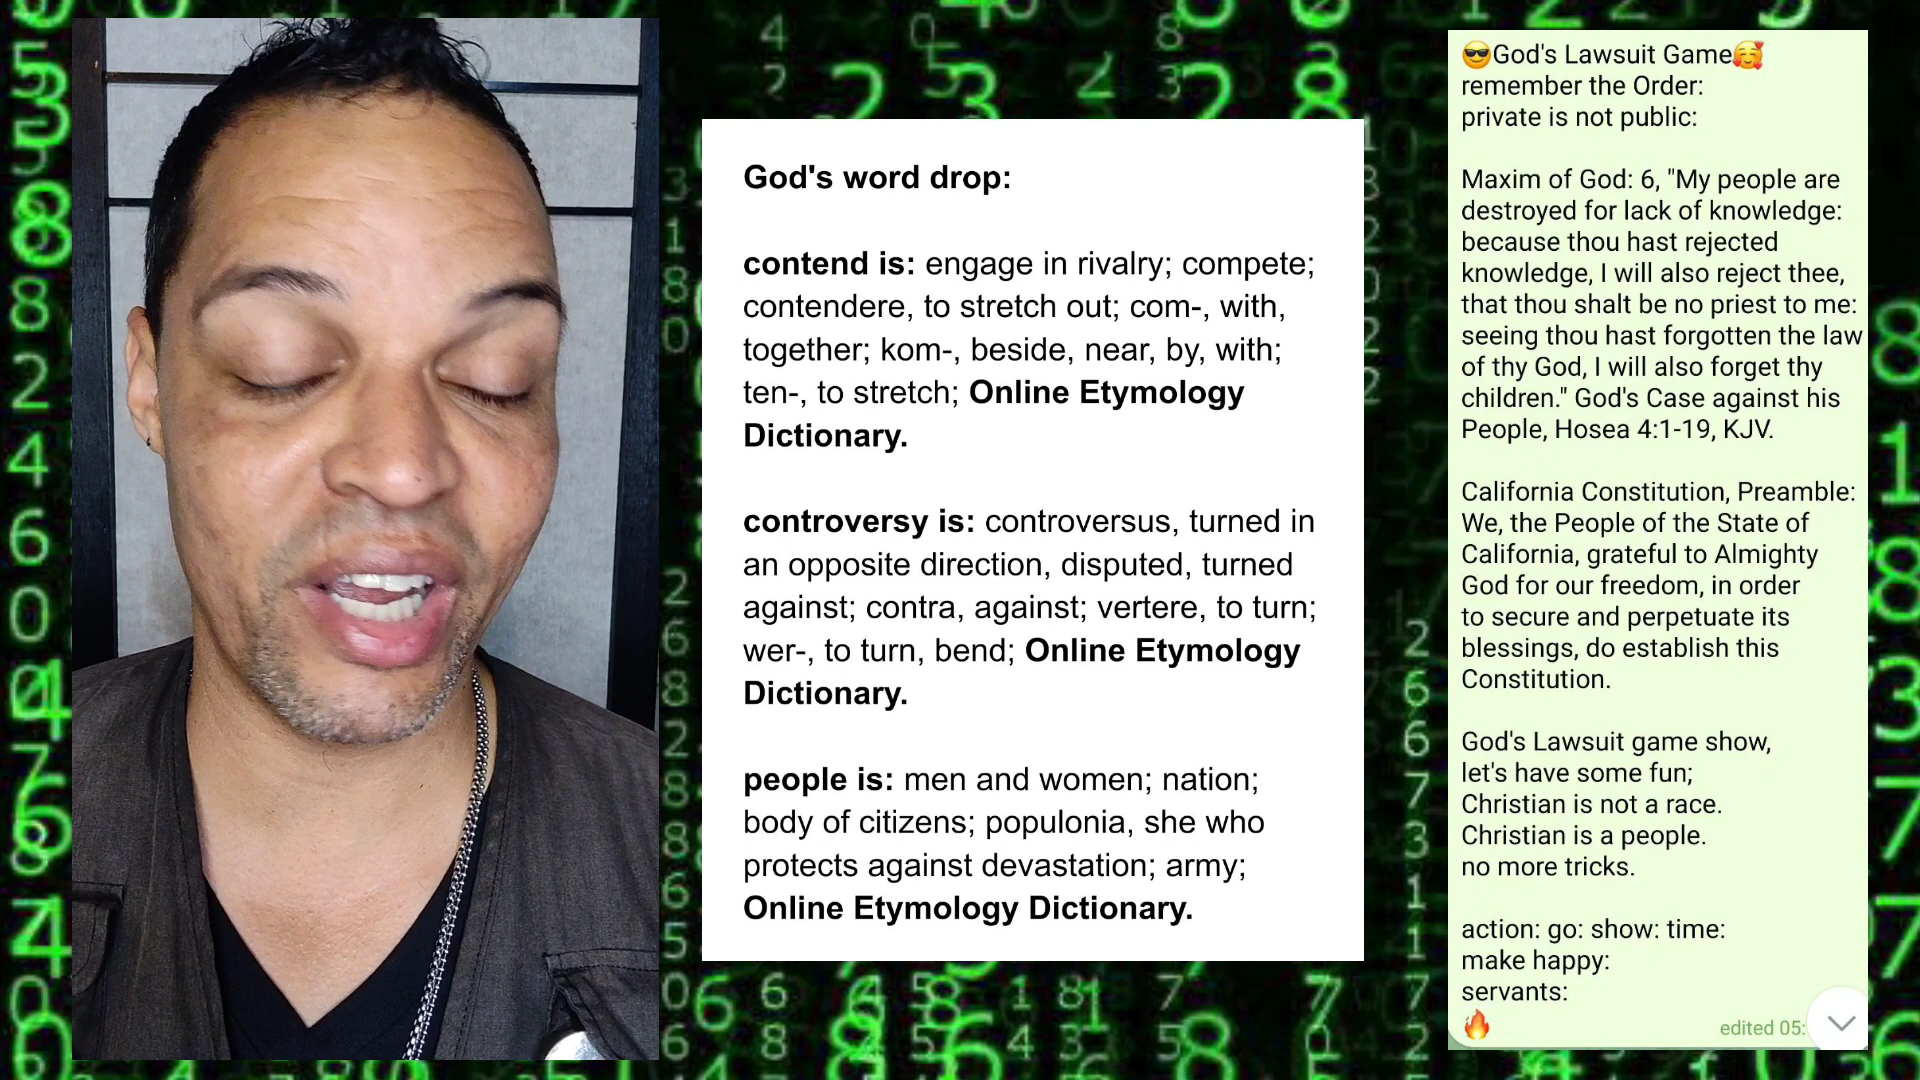 God's word drop:
contend is: engage in rivalry; compete;
contendere, to stretch out; com-, with,
together; kom-, beside, near, by, with;
ten-, to stretch; Online Etymology
Dictionary.
controversy is: controversus, turned in
an opposite direction, disputed, turned
against; contra, against; vertere, to turn;
wer-, to turn, bend; Online Etymology
Dictionary.
people is: men and women; nation;
body of citizens; populonia, she who
protects against devastation; army;
Online Etymology Dictionary.
😎God's Lawsuit Game🥰
remember the Order:
private is not public:
Maxim of God: 6, "My people are
destroyed for lack of knowledge:
because thou hast rejected
knowledge, I will also reject thee,
that thou shalt be no priest to me:
seeing thou hast forgotten the law
of thy God, I will also forget thy
children." God's Case against his
People, Hosea 4:1-19, KJV.
California Constitution, Preamble:
We, the People of the State of
California, grateful to Almighty
God for our freedom, in order
to secure and perpetuate its
blessings, do establish this
Constitution.
God's Lawsuit game show,
let's have some fun;
Christian is not a race.
Christian is a people.
no more tricks.
action: go: show: time:
make happy:
servants:
🔥
edited 05: